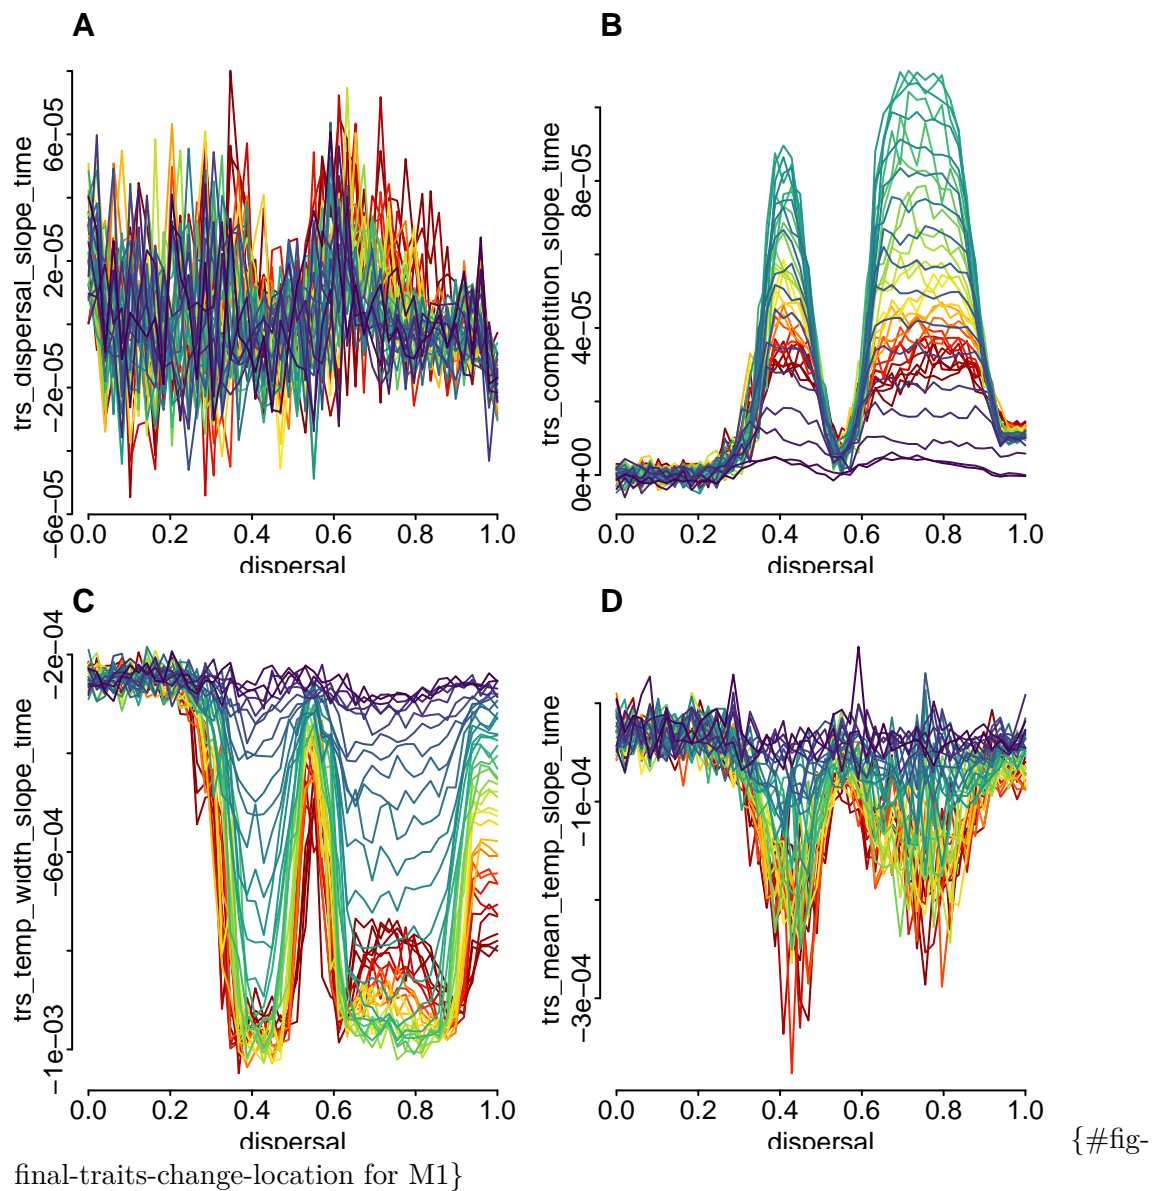 A
B
trs_dispersal_slope_time
−6e−05
−2e−05
2e−05
6e−05
0.0 0.2 0.4 0.6 0.8 1.0
dispersal
trs_competition_slope_time
0e+00
4e−05
8e−05
0.0 0.2 0.4 0.6 0.8 1.0
dispersal
C
D
trs_temp_width_slope_time
−1e−03
−6e−04
−2e−04
0.0 0.2 0.4 0.6 0.8 1.0
dispersal
trs_mean_temp_slope_time
−3e−04
−1e−04
0.0 0.2 0.4 0.6 0.8 1.0
dispersal
{#fig-
final-traits-change-location for M1}